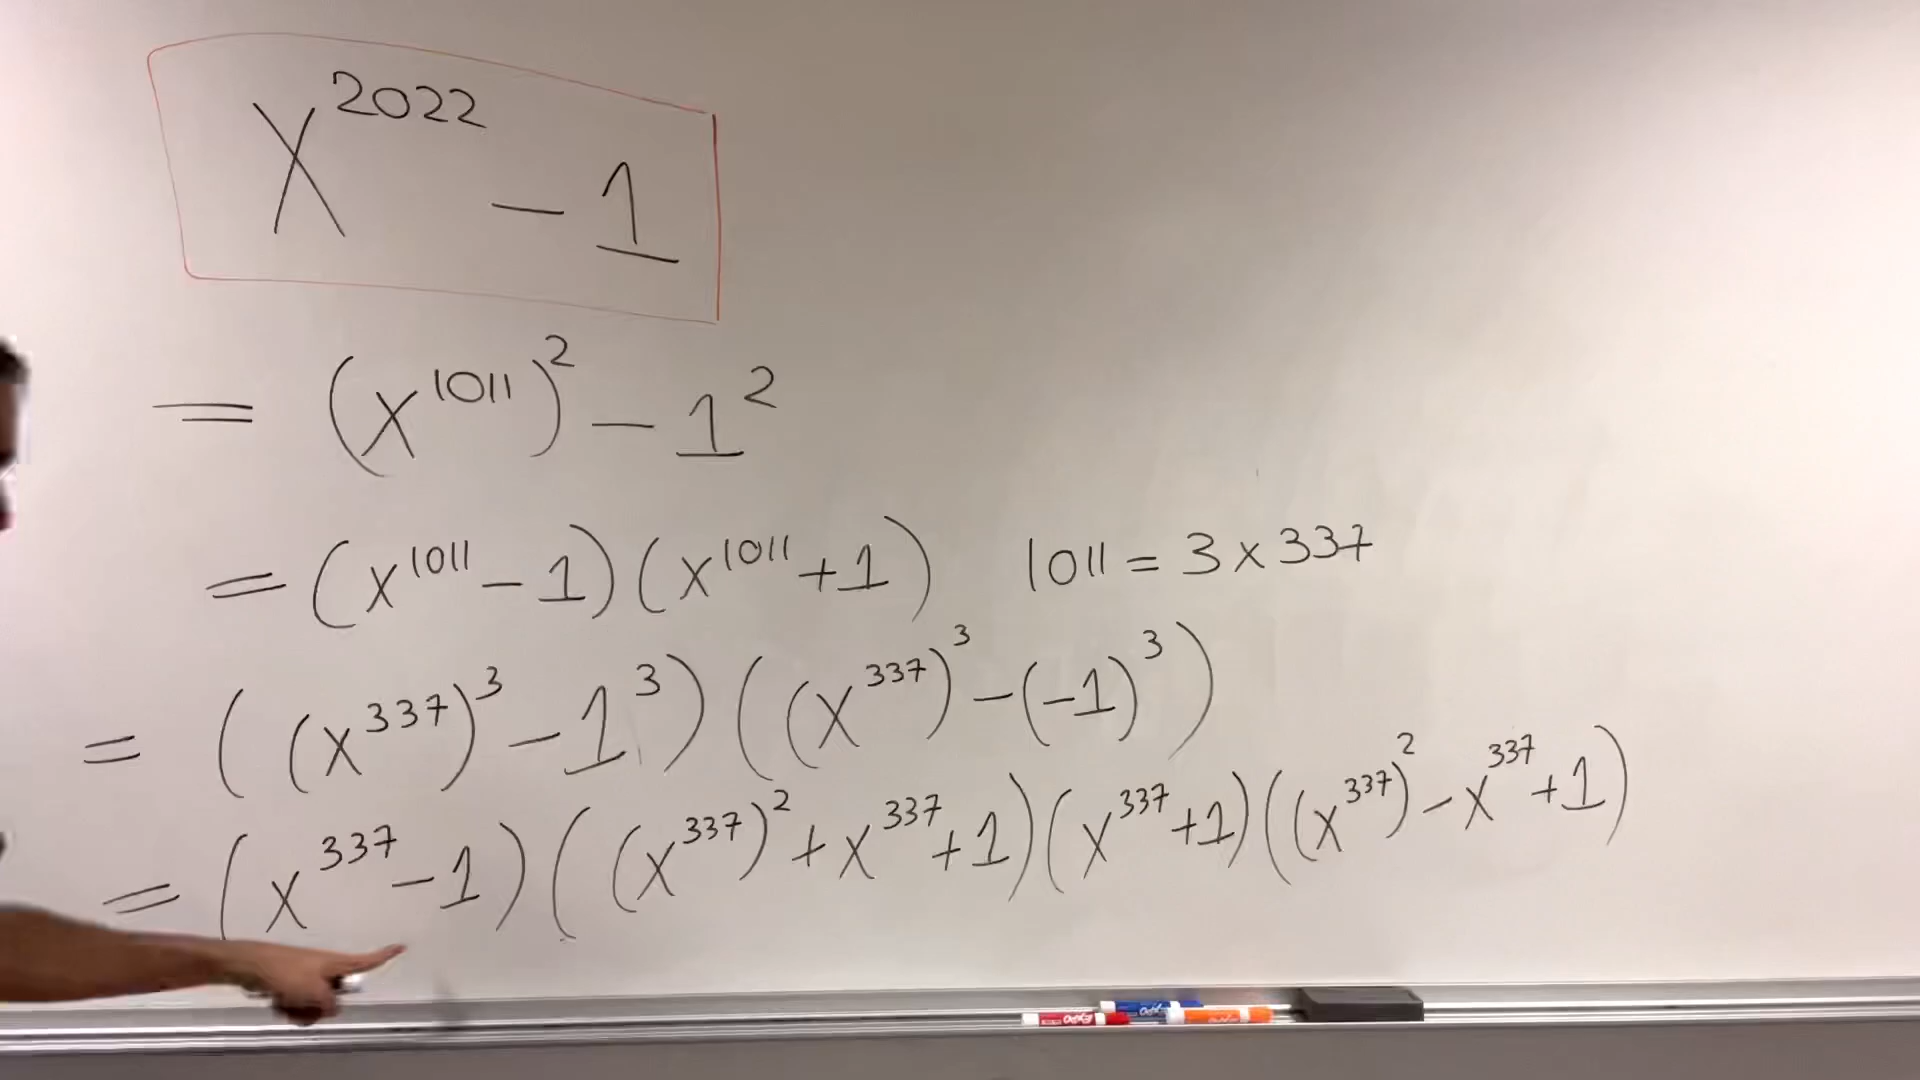 X^2022 - 1
= (x^1011)^2 - 1^2
= (x^1011 - 1)(x^1011 + 1) 1011 = 3 x 337
= ((x^337)^3 - 1^3)((x^337)^3 - (-1)^3)
= (x^337 - 1)((x^337)^2 + x^337 + 1)(x^337 + 1)((x^337)^2 - x^337 + 1)
EXPO